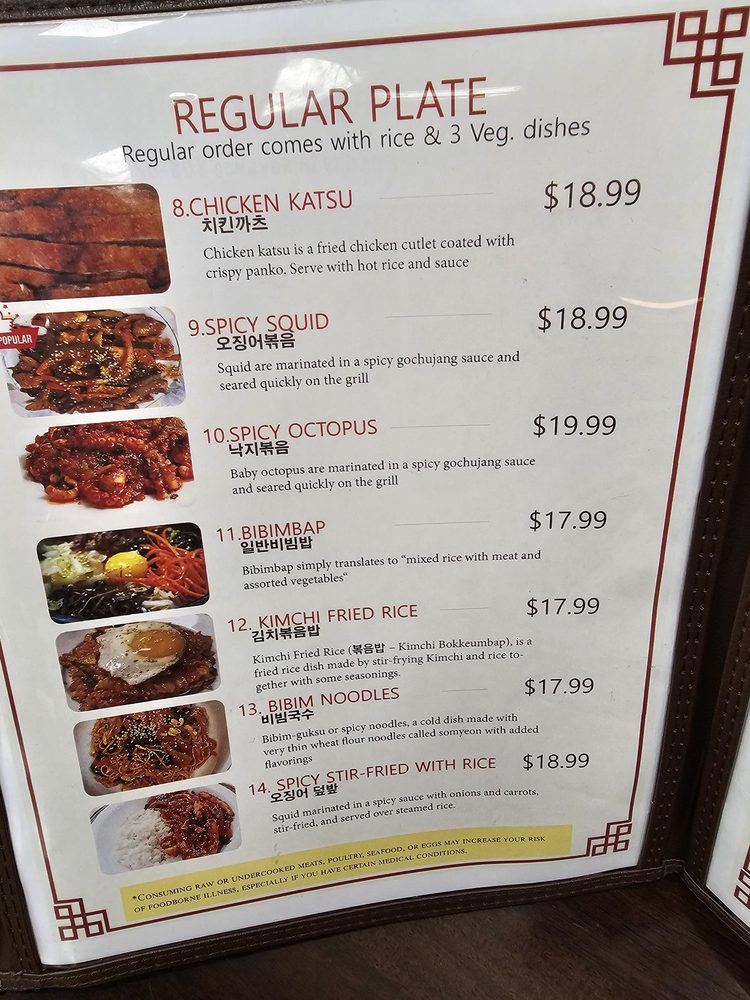 REGULAR PLATE
Regular order comes with rice & 3 Veg. dishes
8.CHICKEN KATSU $18.99
치킨까츠
Chicken katsu is a fried chicken cutlet coated with
crispy panko. Serve with hot rice and sauce
POPULAR
9.SPICY SQUID $18.99
오징어볶음
Squid are marinated in a spicy gochujang sauce and
seared quickly on the grill
10.SPICY OCTOPUS $19.99
낙지볶음
Baby octopus are marinated in a spicy gochujang sauce
and seared quickly on the grill
11.BIBIMBAP $17.99
일반비빔밥
Bibimbap simply translates to “mixed rice with meat and
assorted vegetables“
12. KIMCHI FRIED RICE $17.99
김치볶음밥
Kimchi Fried Rice (볶음밥 – Kimchi Bokkeumbap), is a
fried rice dish made by stir-frying Kimchi and rice to-
gether with some seasonings.
13. BIBIM NOODLES $17.99
비빔국수
Bibim-guksu or spicy noodles, a cold dish made with
very thin wheat flour noodles called somyeon with added
flavorings
14. SPICY STIR-FRIED WITH RICE $18.99
오징어 덮밮
Squid marinated in a spicy sauce with onions and carrots,
stir-fried, and served over steamed rice.
*CONSUMING RAW OR UNDERCOOKED MEATS, POULTRY, SEAFOOD, OR EGGS MAY INCREASE YOUR RISK
OF FOODBORNE ILLNESS, ESPECIALLY IF YOU HAVE CERTAIN MEDICAL CONDITIONS.